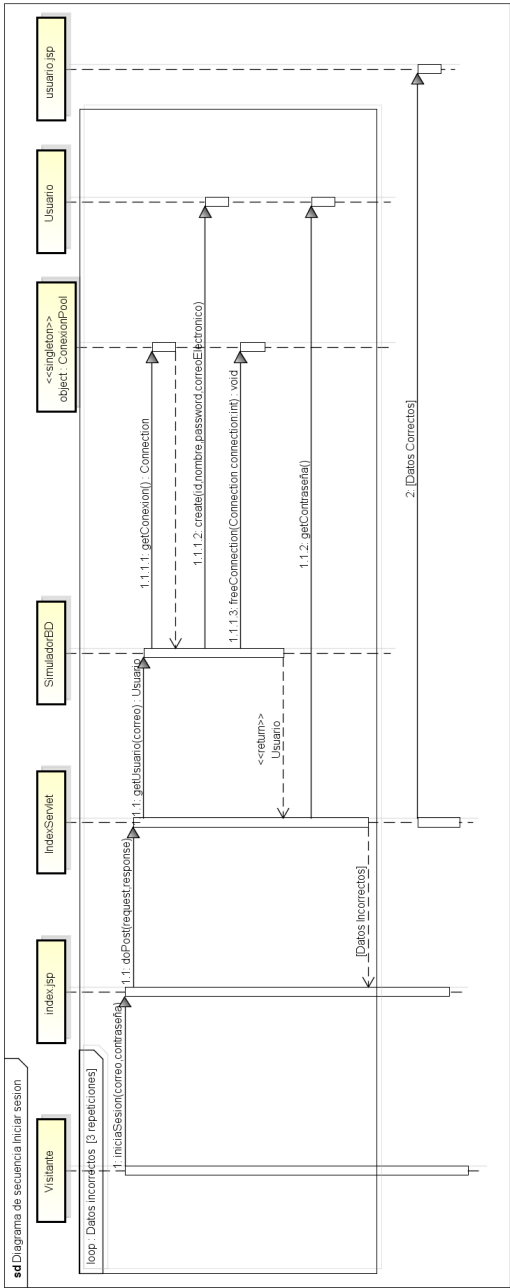 sd Diagrama de secuencia Iniciar sesion
Visitante
index.jsp
IndexServlet
SimuladorBD
<<singleton>>
object : ConexionPool
Usuario
usuario.jsp
loop : Datos incorrectos [3 repeticiones]
1: iniciaSesion(correo,contraseña)
1.1: doPost(request,response)
1.1: getUsuario(correo) : Usuario
1.1.1.1: getConexion() : Connection
1.1.1.2: create(id,nombre,password,correoElectronico)
1.1.1.3: freeConnection(Connection connection:int) : void
<<return>>
Usuario
1.1.2: getContraseña()
[Datos Incorrectos]
2: [Datos Correctos]